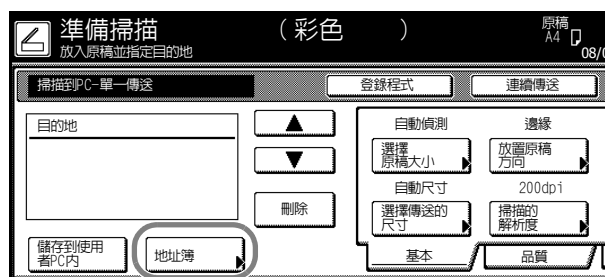 準備掃描 (彩色 )
放入原稿並指定目的地
原稿
A4
08/0
掃描到PC-單一傳送
登錄程式
連續傳送
目的地
刪除
儲存到使用
者PC内
地址簿
自動偵測
選擇
原稿大小
邊緣
放置原稿
方向
自動尺寸
選擇傳送的
尺寸
200dpi
掃描的
解析度
基本
品質